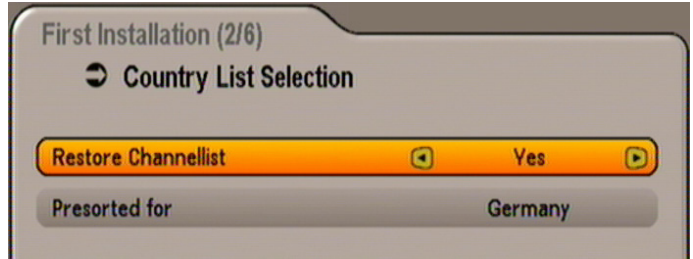 First Installation (2/6)
Country List Selection
Restore Channellist Yes
Presorted for Germany